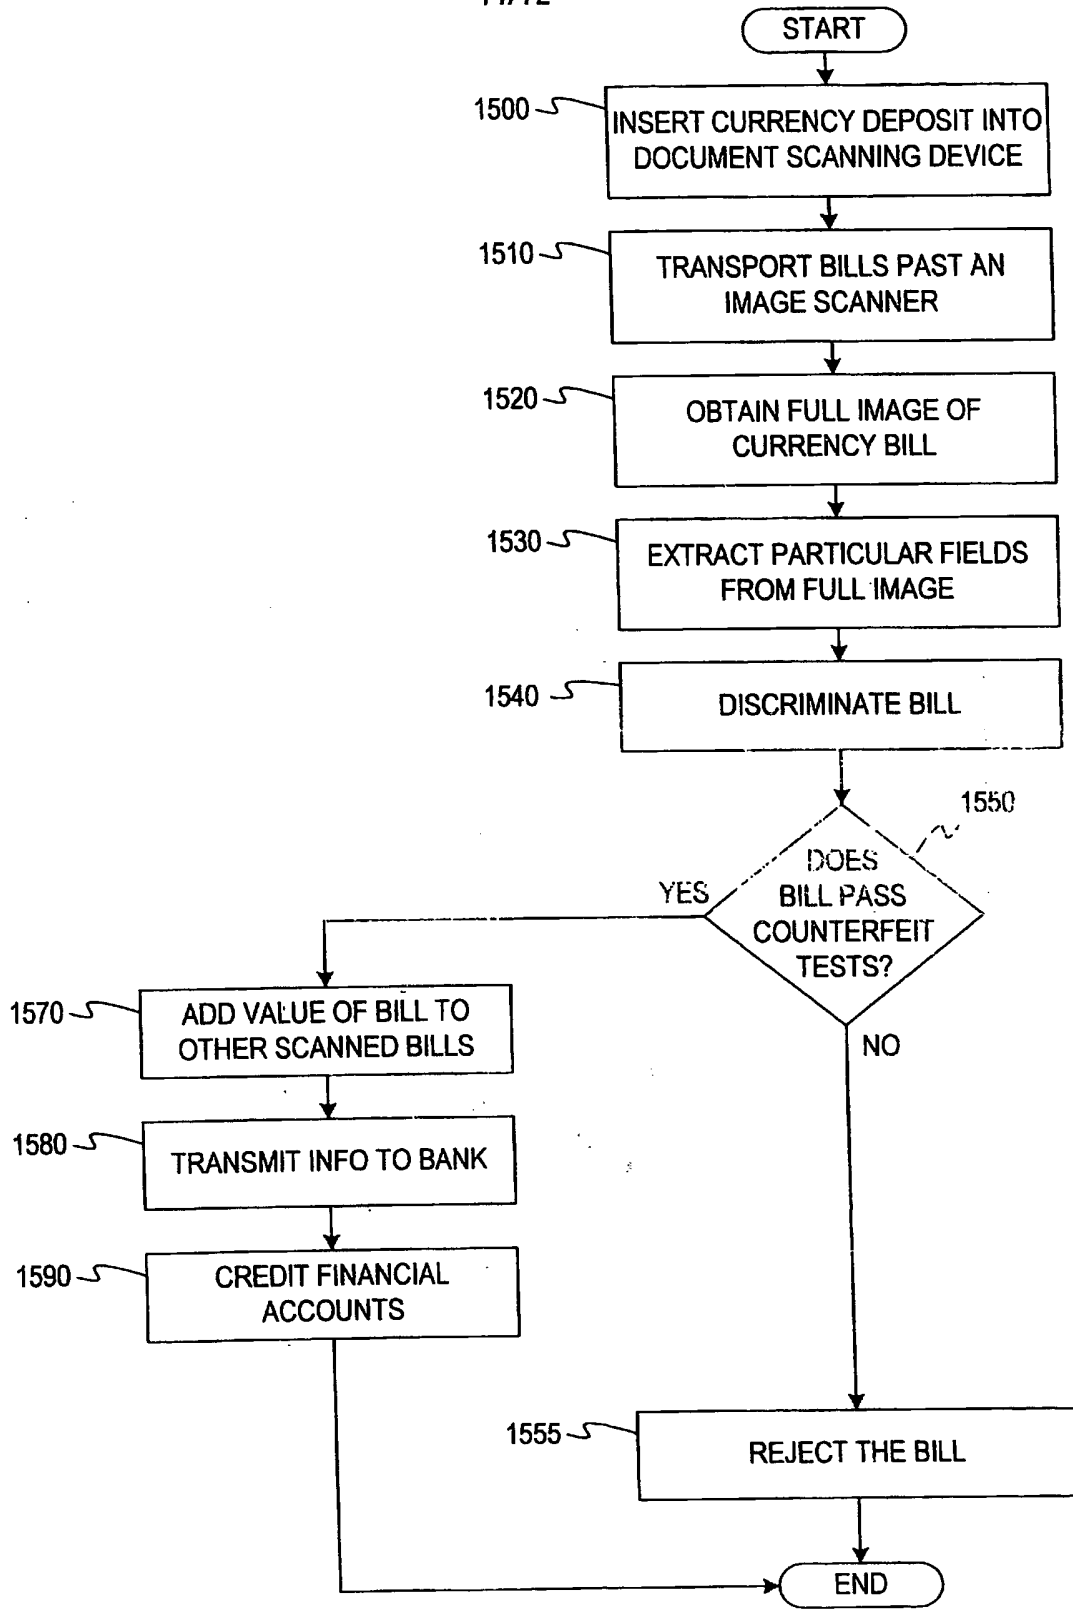 START
1500
INSERT CURRENCY DEPOSIT INTO
DOCUMENT SCANNING DEVICE
1510
TRANSPORT BILLS PAST AN
IMAGE SCANNER
1520
OBTAIN FULL IMAGE OF
CURRENCY BILL
1530
EXTRACT PARTICULAR FIELDS
FROM FULL IMAGE
1540
DISCRIMINATE BILL
1550
DOES
BILL PASS
COUNTERFEIT
TESTS?
YES
NO
1570
ADD VALUE OF BILL TO
OTHER SCANNED BILLS
1580
TRANSMIT INFO TO BANK
1590
CREDIT FINANCIAL
ACCOUNTS
1555
REJECT THE BILL
END